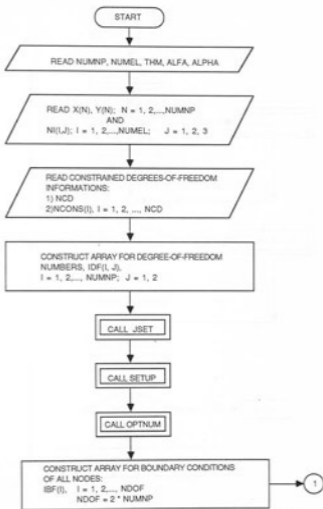 START
READ NUMNP, NUMEL, THM, ALFA, ALPHA
READ X(N), Y(N); N = 1, 2,..,NUMNP
AND
NI(I,J); I = 1, 2,..,NUMEL; J = 1, 2, 3
READ CONSTRAINED DEGREES-OF-FREEDOM
INFORMATIONS:
1) NCD
2)NCONS(I), I = 1, 2, ..., NCD
CONSTRUCT ARRAY FOR DEGREE-OF-FREEDOM
NUMBERS, IDF(I, J),
I = 1, 2,..., NUMNP; J = 1, 2
CALL JSET
CALL SETUP
CALL OPTNUM
CONSTRUCT ARRAY FOR BOUNDARY CONDITIONS
OF ALL NODES:
IBF(I), I = 1, 2,..., NDOF
NDOF = 2 * NUMNP
1